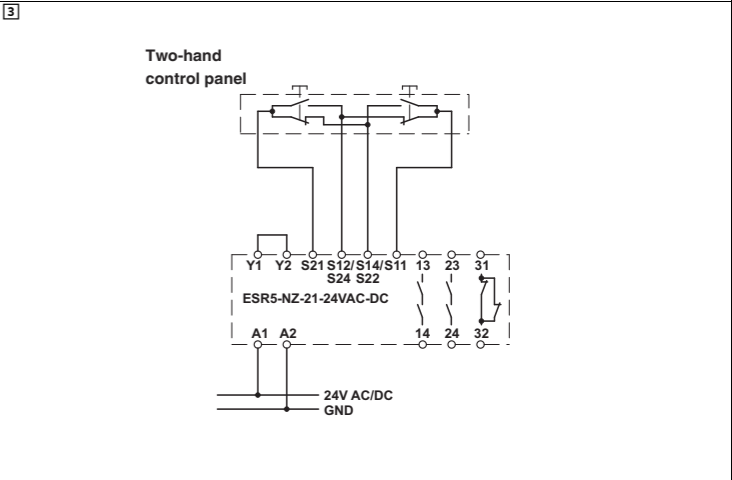 3
Two-hand
control panel
Y1 Y2 S21 S12/ S14/ S11 13 23 31
S24 S22
ESR5-NZ-21-24VAC-DC
A1 A2 14 24 32
24V AC/DC
GND